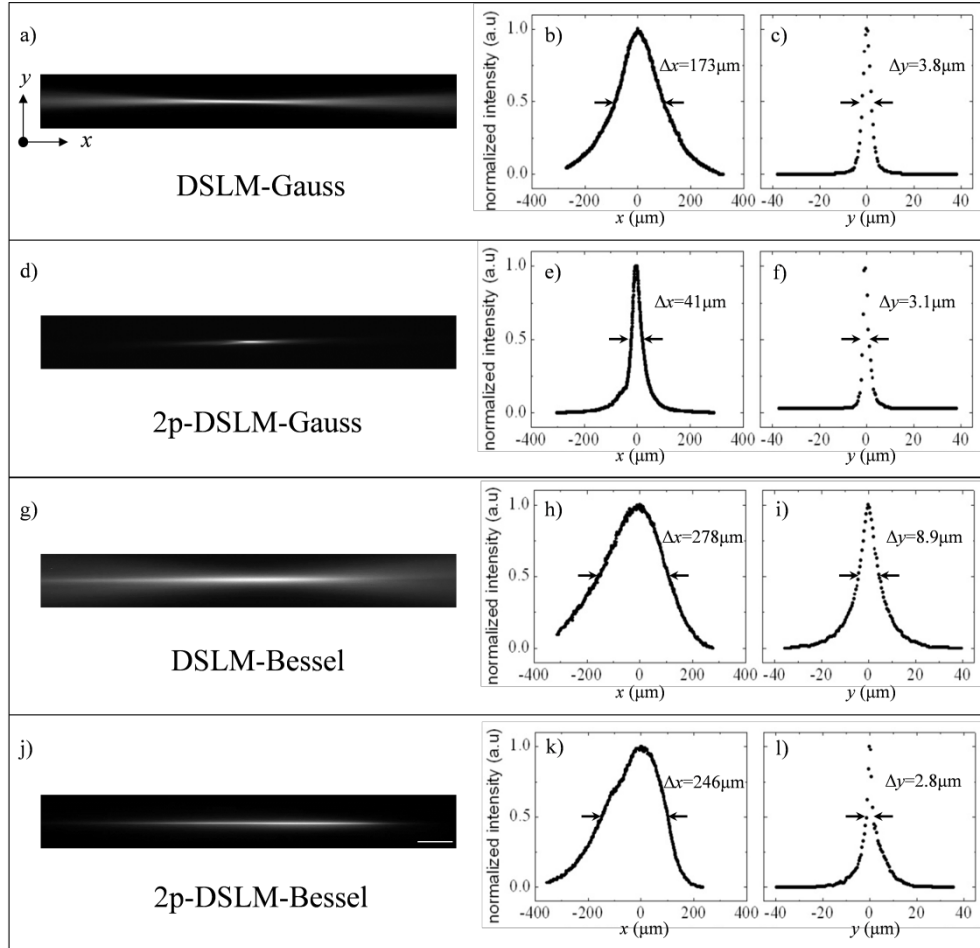 a)
y
x
DSLM-Gauss
b)
Δx=173μm
normalized intensity (a.u)
1.0
0.5
0.0
-400 -200 0 200 400
x (μm)
c)
Δy=3.8μm
-40 -20 0 20 40
y (μm)
d)
2p-DSLM-Gauss
e)
Δx=41μm
normalized intensity (a.u)
1.0
0.5
0.0
-400 -200 0 200 400
x (μm)
f)
Δy=3.1μm
-40 -20 0 20 40
y (μm)
g)
DSLM-Bessel
h)
Δx=278μm
normalized intensity (a.u)
1.0
0.5
0.0
-400 -200 0 200 400
x (μm)
i)
Δy=8.9μm
-40 -20 0 20 40
y (μm)
j)
2p-DSLM-Bessel
k)
Δx=246μm
normalized intensity (a.u)
1.0
0.5
0.0
-400 -200 0 200 400
x (μm)
l)
Δy=2.8μm
-40 -20 0 20 40
y (μm)